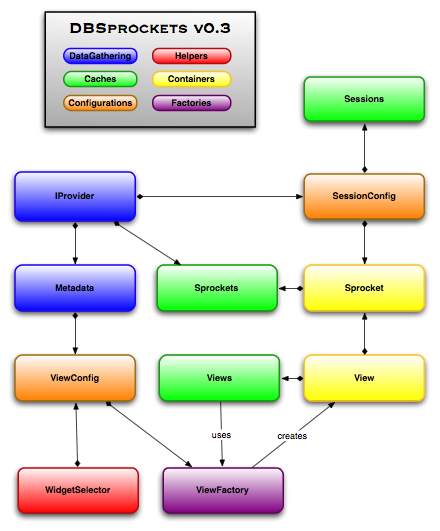 DBSprockets v0.3
DataGathering
Helpers
Caches
Containers
Configurations
Factories
Sessions
IProvider
SessionConfig
Metadata
Sprockets
Sprocket
ViewConfig
Views
View
uses
creates
WidgetSelector
ViewFactory